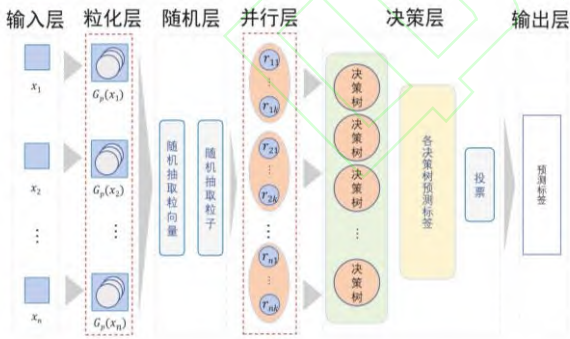 输入层 粒化层 随机层 并行层 决策层 输出层
x₁
x₂
⋮
xₙ
Gₚ(x₁)
Gₚ(x₂)
⋮
Gₚ(xₙ)
随机抽取粒向量
随机抽取粒子
r₁₁
⋮
r₁ₖ
r₂₁
⋮
r₂ₖ
⋮
rₙ₁
⋮
rₙₖ
决策树
决策树
决策树
⋮
决策树
各决策树预测标签
投票
预测标签